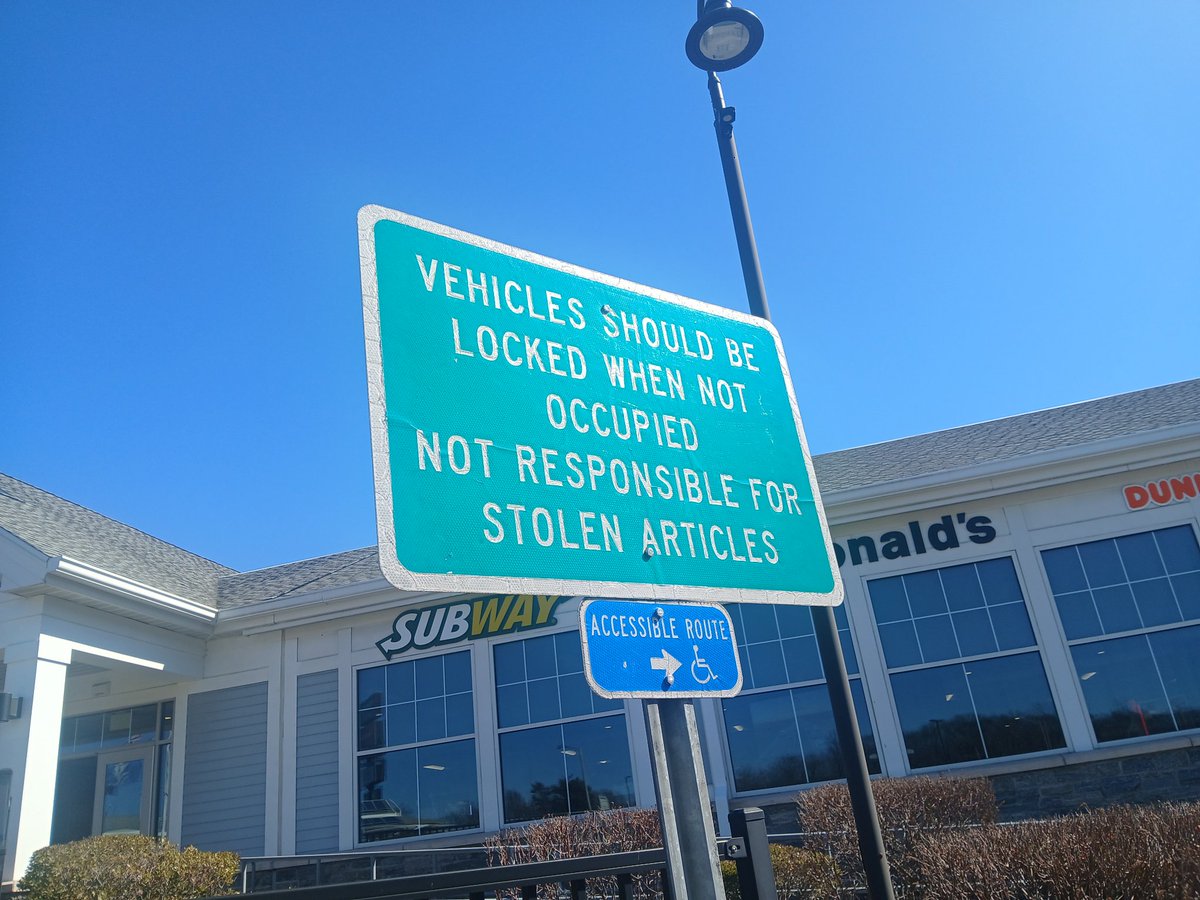 VEHICLES SHOULD BE
LOCKED WHEN NOT
OCCUPIED
NOT RESPONSIBLE FOR
STOLEN ARTICLES
ACCESSIBLE ROUTE
SUBWAY
onald's
DUN